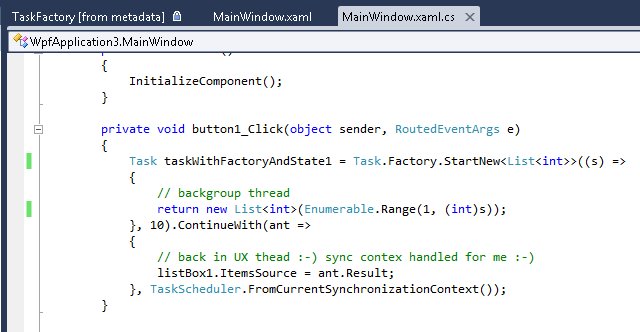 TaskFactory [from metadata] MainWindow.xaml MainWindow.xaml.cs
WpfApplication3.MainWindow
{
InitializeComponent();
}
private void button1_Click(object sender, RoutedEventArgs e)
{
Task taskWithFactoryAndState1 = Task.Factory.StartNew<List<int>>((s) =>
{
// backgroup thread
return new List<int>(Enumerable.Range(1, (int)s));
}, 10).ContinueWith(ant =>
{
// back in UX thead :-) sync contex handled for me :-)
listBox1.ItemsSource = ant.Result;
}, TaskScheduler.FromCurrentSynchronizationContext());
}